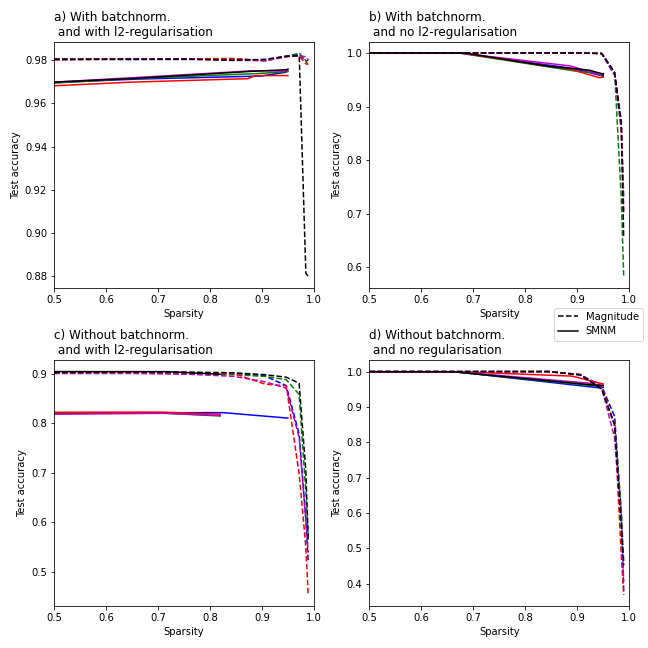 a) With batchnorm.
and with l2-regularisation
b) With batchnorm.
and no l2-regularisation
0.98
0.96
0.94
0.92
0.90
0.88
Test accuracy
0.5 0.6 0.7 0.8 0.9 1.0
Sparsity
1.0
0.9
0.8
0.7
0.6
Test accuracy
0.5 0.6 0.7 0.8 0.9 1.0
Sparsity
Magnitude
SMNM
c) Without batchnorm.
and with l2-regularisation
d) Without batchnorm.
and no regularisation
0.9
0.8
0.7
0.6
0.5
Test accuracy
0.5 0.6 0.7 0.8 0.9 1.0
Sparsity
1.0
0.9
0.8
0.7
0.6
0.5
0.4
Test accuracy
0.5 0.6 0.7 0.8 0.9 1.0
Sparsity